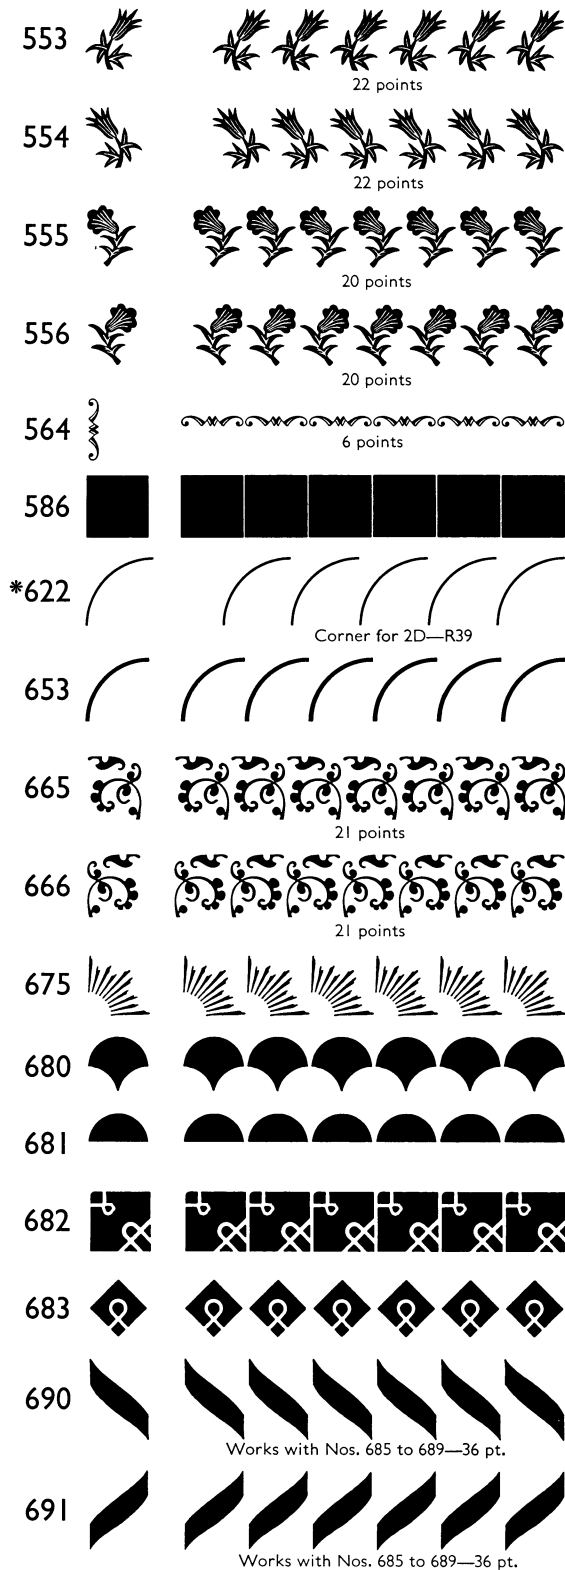 553
22 points
554
22 points
555
20 points
556
20 points
564
6 points
586
*622
Corner for 2D—R39
653
665
21 points
666
21 points
675
680
681
682
683
690
Works with Nos. 685 to 689—36 pt.
691
Works with Nos. 685 to 689—36 pt.